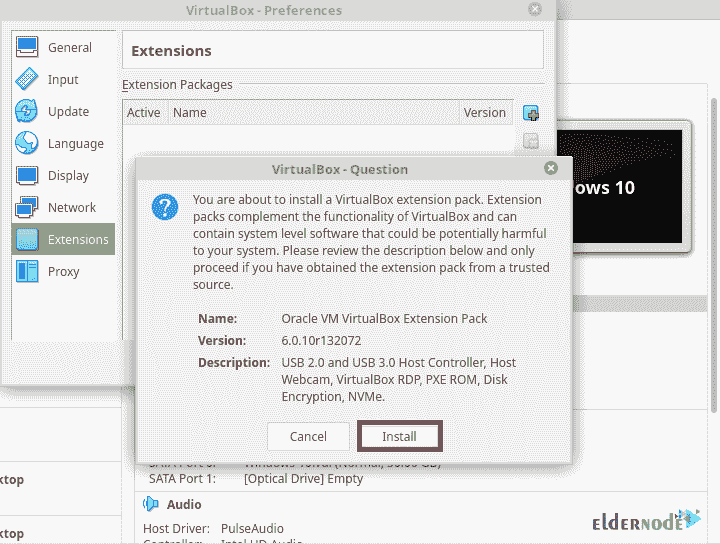 VirtualBox - Preferences
General
Input
Update
Language
Display
Network
Extensions
Proxy
Extensions
Extension Packages
Active Name Version
ows 10
VirtualBox - Question
You are about to install a VirtualBox extension pack. Extension
packs complement the functionality of VirtualBox and can
contain system level software that could be potentially harmful
to your system. Please review the description below and only
proceed if you have obtained the extension pack from a trusted
source.
Name: Oracle VM VirtualBox Extension Pack
Version: 6.0.10r132072
Description: USB 2.0 and USB 3.0 Host Controller, Host
Webcam, VirtualBox RDP, PXE ROM, Disk
Encryption, NVMe.
Cancel Install
SATA Port 1: [Optical Drive] Empty
ktop
Audio
Host Driver: PulseAudio
ktop
ELDERNODE